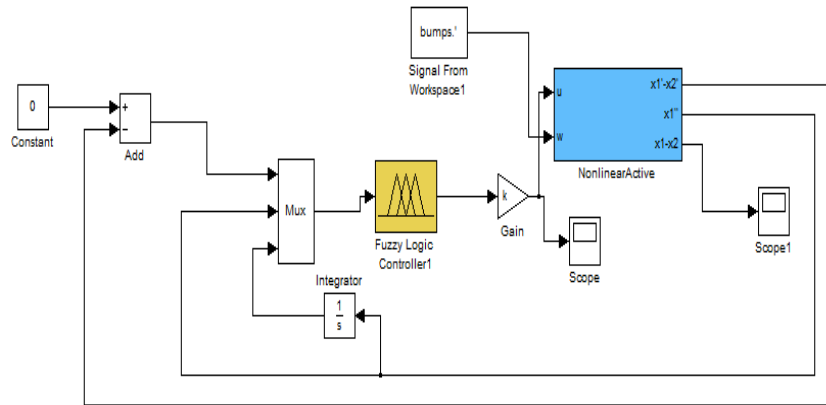 bumps.'
Signal From
Workspace1
0
Constant
+
−
Add
Mux
Fuzzy Logic
Controller1
k
Gain
u
w
x1'-x2'
x1''
x1-x2
NonlinearActive
Scope
Scope1
Integrator
1
s